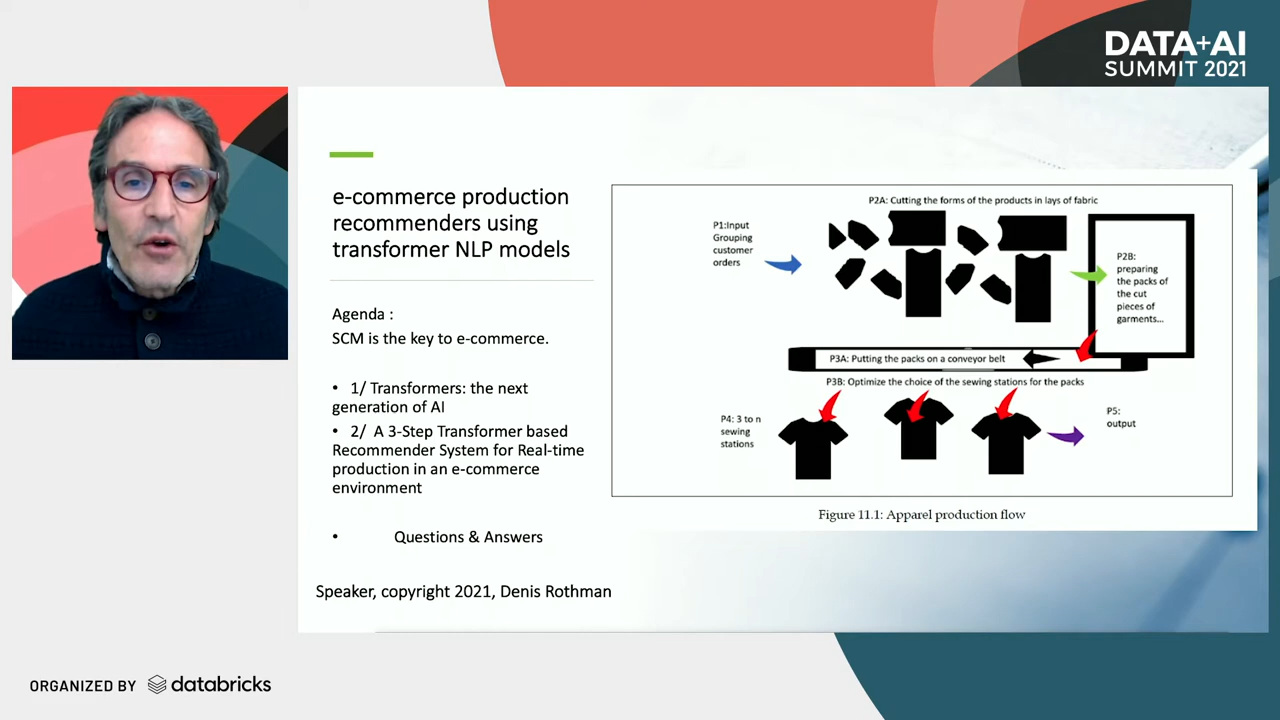 DATA+AI
SUMMIT 2021
e-commerce production
recommenders using
transformer NLP models
Agenda :
SCM is the key to e-commerce.
• 1/ Transformers: the next
generation of AI
• 2/ A 3-Step Transformer based
Recommender System for Real-time
production in an e-commerce
environment
• Questions & Answers
Speaker, copyright 2021, Denis Rothman
P2A: Cutting the forms of the products in lays of fabric
P1:Input
Grouping
customer
orders
P2B:
preparing
the packs of
the cut
pieces of
garments...
P3A: Putting the packs on a conveyor belt
P3B: Optimize the choice of the sewing stations for the packs
P4: 3 to n
sewing
stations
P5:
output
Figure 11.1: Apparel production flow
ORGANIZED BY databricks